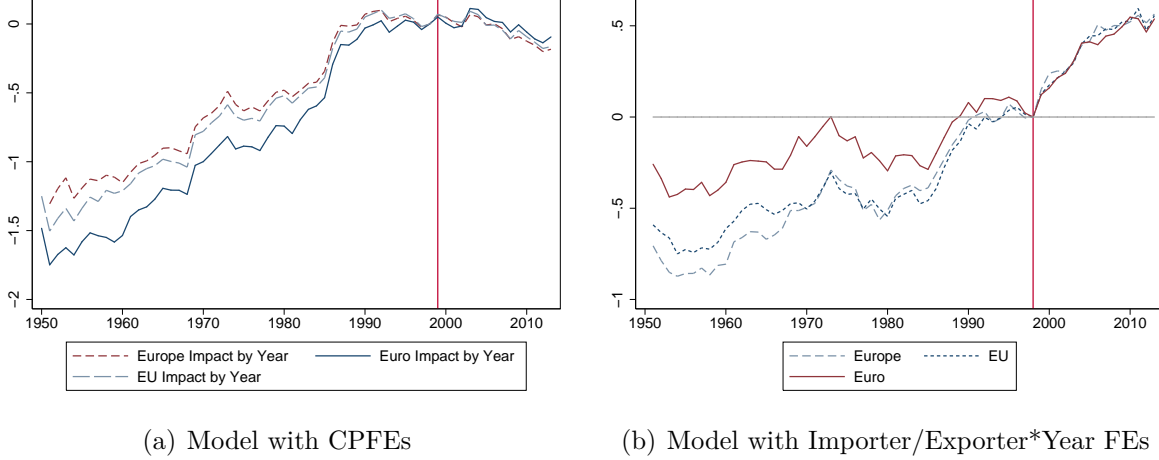 0
-.5
-1
-1.5
-2
1950 1960 1970 1980 1990 2000 2010
Europe Impact by Year Euro Impact by Year
EU Impact by Year
(a) Model with CPFEs
.5
0
-.5
-1
1950 1960 1970 1980 1990 2000 2010
Europe EU
Euro
(b) Model with Importer/Exporter*Year FEs